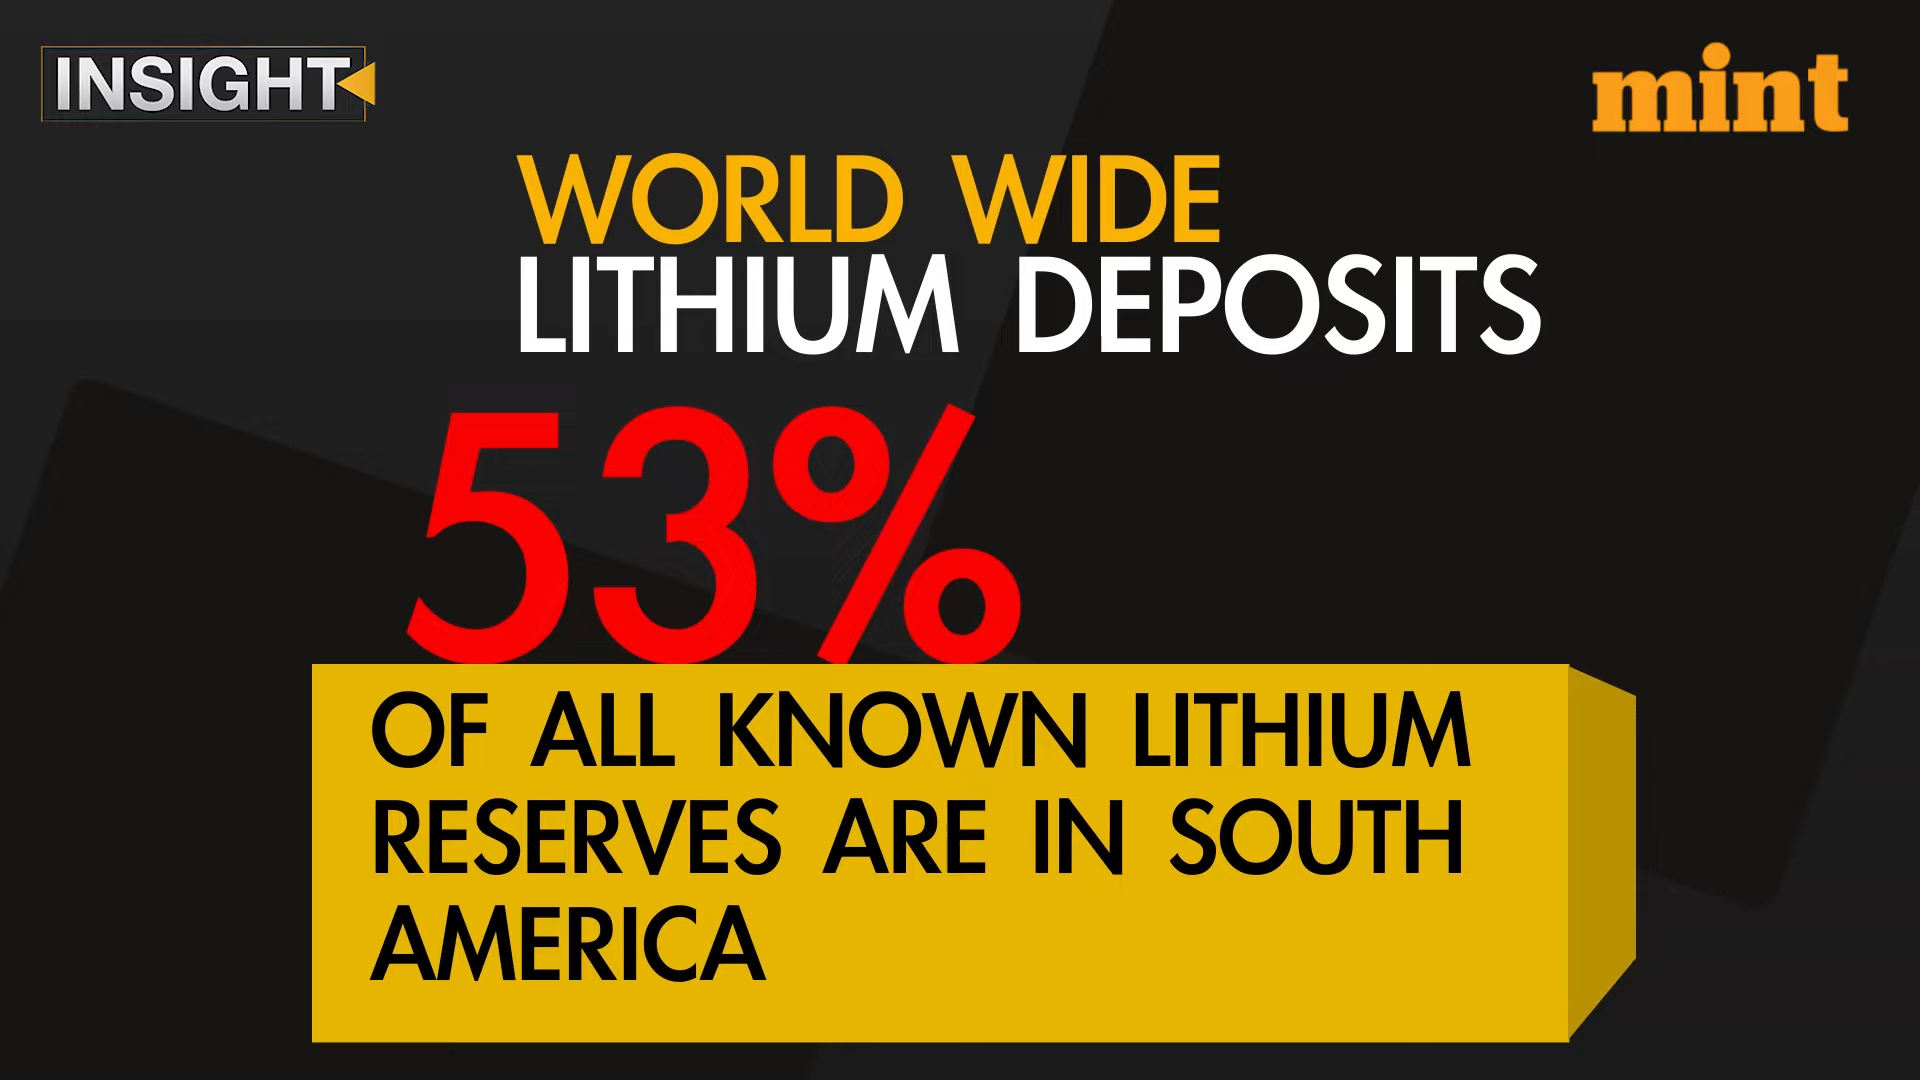 INSIGHT
mint
WORLD WIDE
LITHIUM DEPOSITS
53%
OF ALL KNOWN LITHIUM
RESERVES ARE IN SOUTH
AMERICA